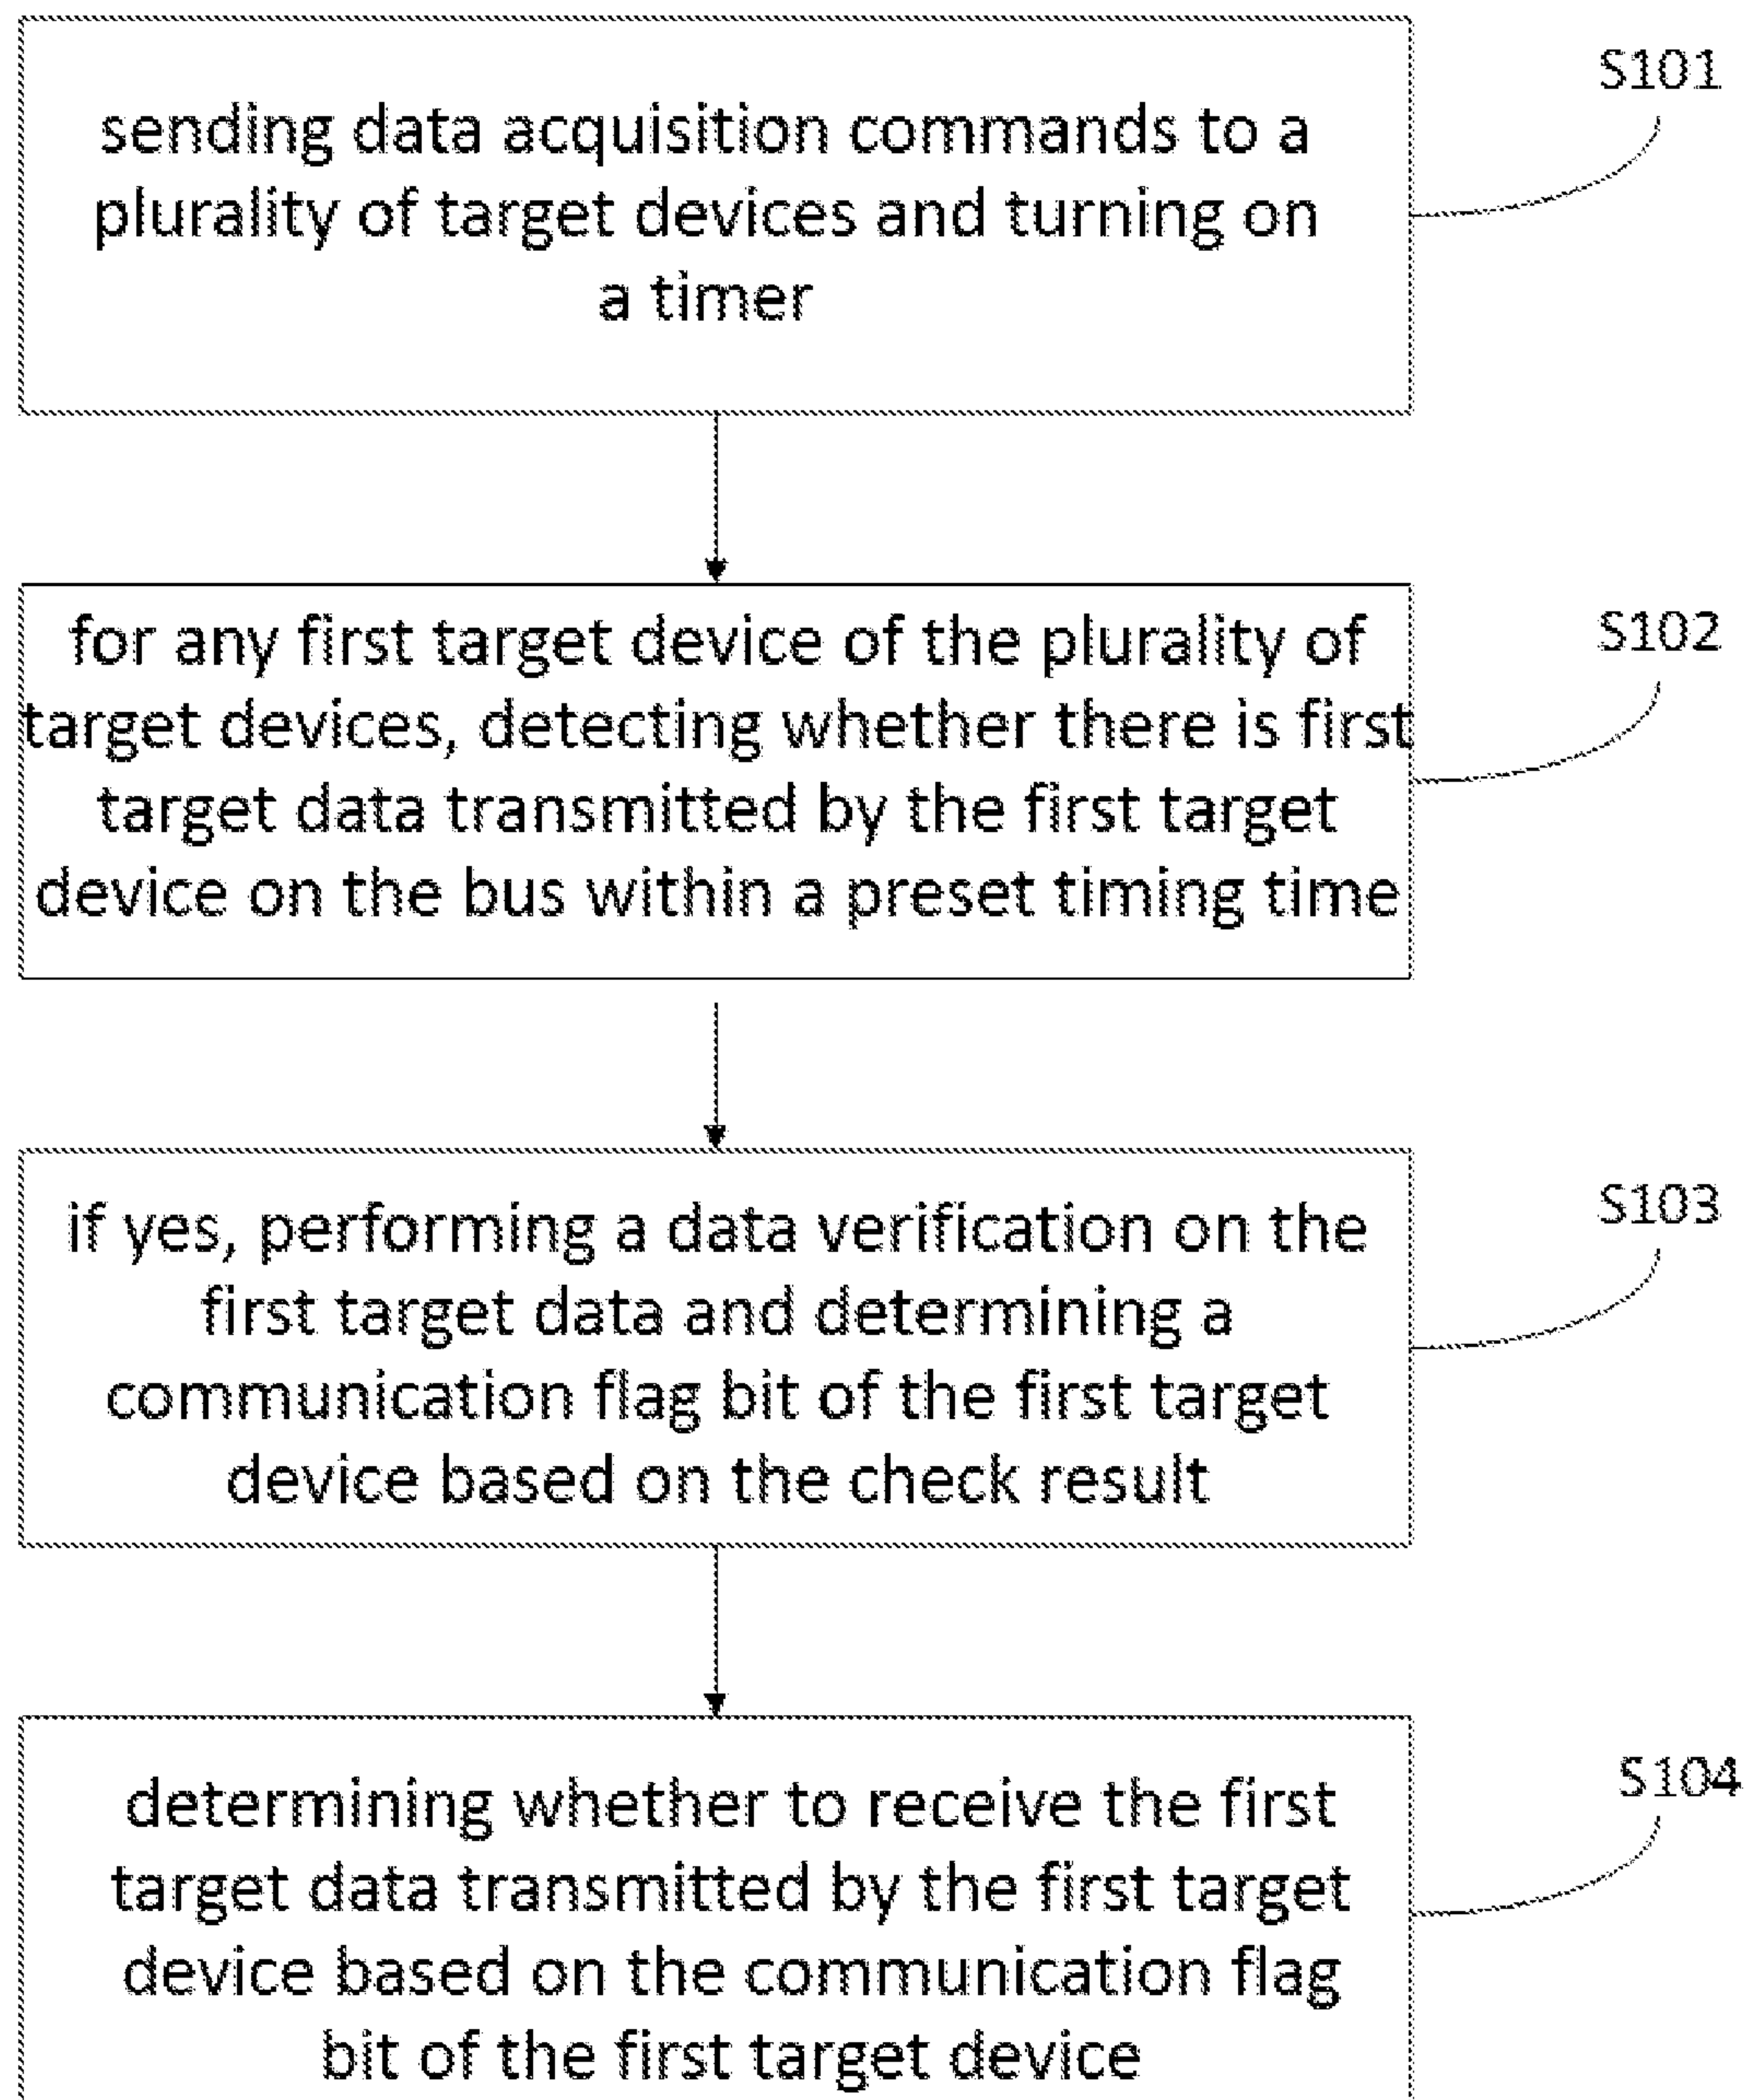 sending data acquisition commands to a
plurality of target devices and turning on
a timer
S101
for any first target device of the plurality of
target devices, detecting whether there is first
target data transmitted by the first target
device on the bus within a preset timing time
S102
if yes, performing a data verification on the
first target data and determining a
communication flag bit of the first target
device based on the check result
S103
determining whether to receive the first
target data transmitted by the first target
device based on the communication flag
bit of the first target device
S104